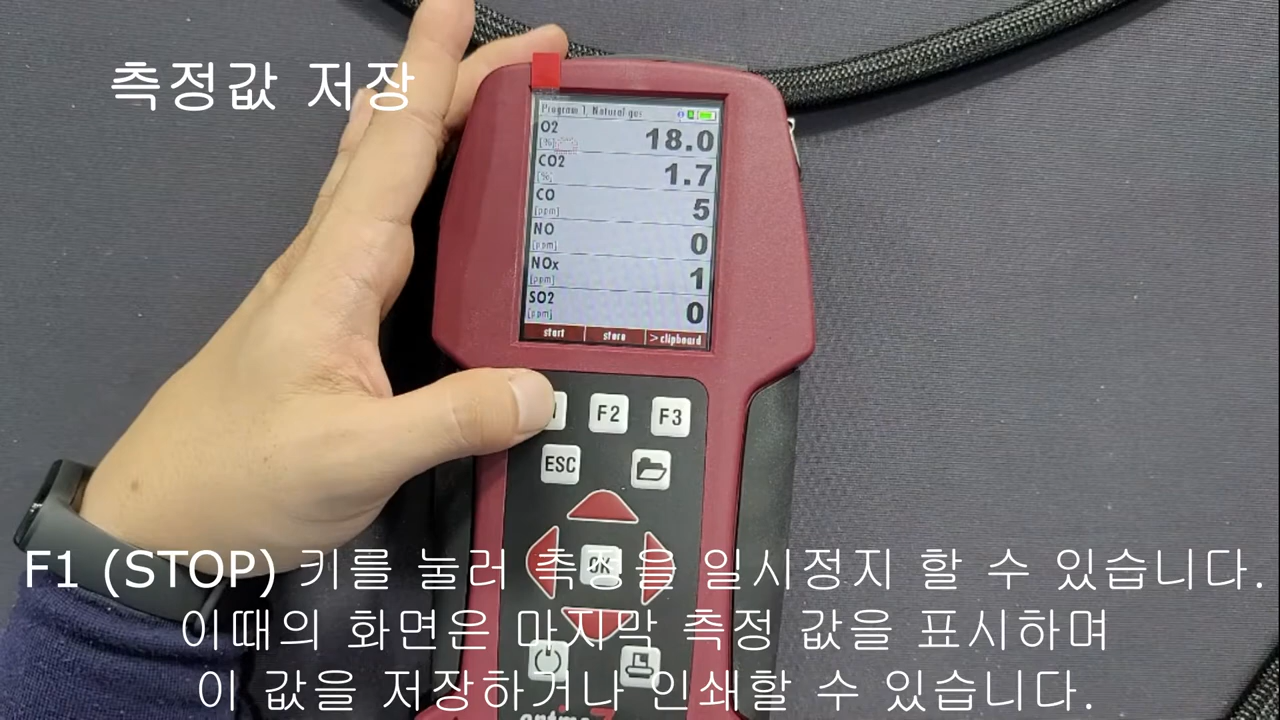 측정값 저장
Program 1, Natural gas
O2
[%]
18.0
CO2
[%]
1.7
CO
[ppm]
5
NO
[ppm]
0
NOx
[ppm]
1
SO2
[ppm]
0
start store >clipboard
F2 F3
ESC
OK
F1 (STOP) 키를 눌러 측정을 일시정지 할 수 있습니다.
이때의 화면은 마지막 측정 값을 표시하며
이 값을 저장하거나 인쇄할 수 있습니다.